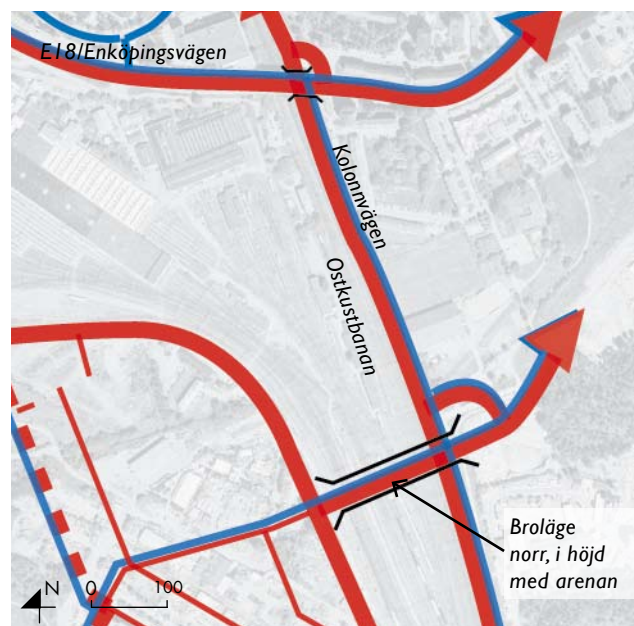 E18/Enköpingsvägen
Kolonnvägen
Ostkustbanan
Broläge
norr, i höjd
med arenan
N
0
100